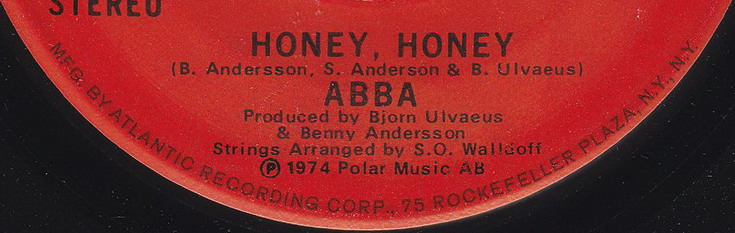 STEREO
HONEY, HONEY
(B. Andersson, S. Anderson & B. Ulvaeus)
ABBA
Produced by Bjorn Ulvaeus
& Benny Andersson
Strings Arranged by S.O. Walldoff
Ⓟ 1974 Polar Music AB
MFG. BY ATLANTIC RECORDING CORP., 75 ROCKEFELLER PLAZA, N.Y., N.Y.